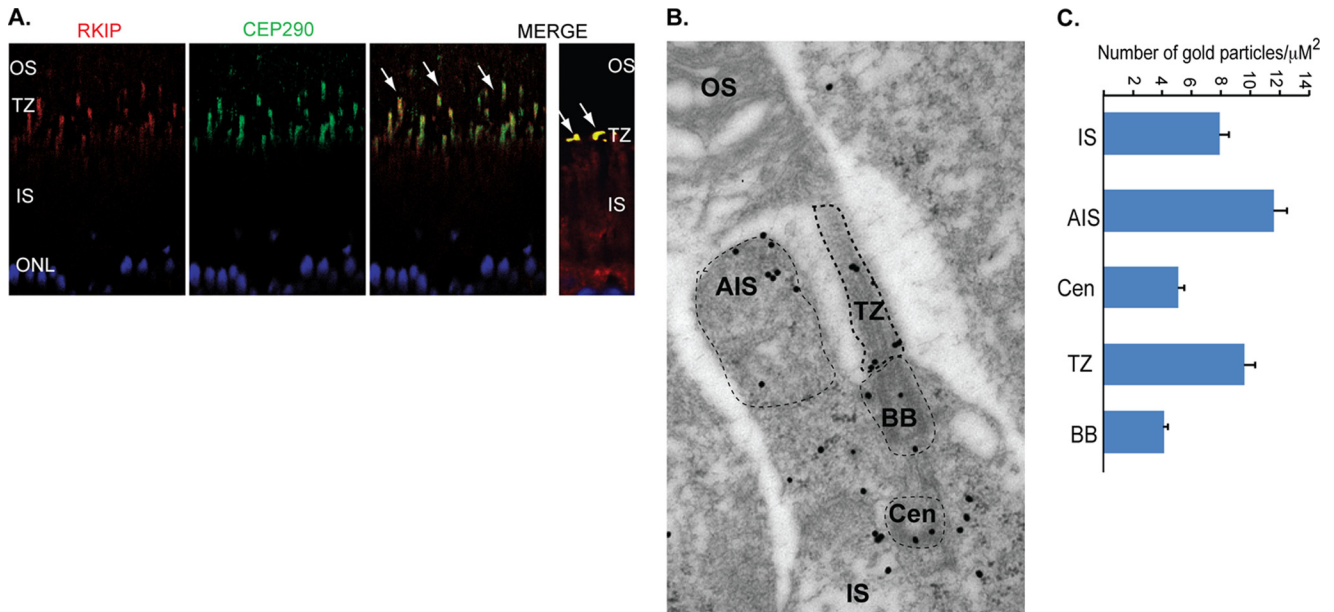 A.
RKIP CEP290 MERGE
OS OS
TZ TZ
IS IS
ONL
B.
OS
AIS TZ
BB
Cen
IS
C.
Number of gold particles/μM²
2 4 6 8 10 12 14
IS
AIS
Cen
TZ
BB